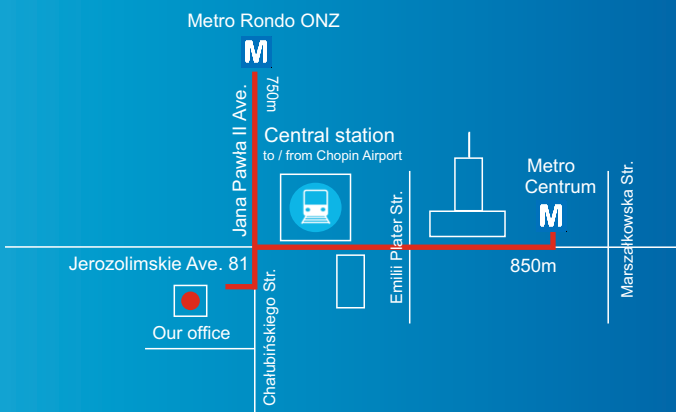 Metro Rondo ONZ
M
750m
Jana Pawła II Ave.
Central station
to / from Chopin Airport
Metro
Centrum
M
Emilii Plater Str.
Marszałkowska Str.
Jerozolimskie Ave. 81
850m
Our office
Chałubińskiego Str.